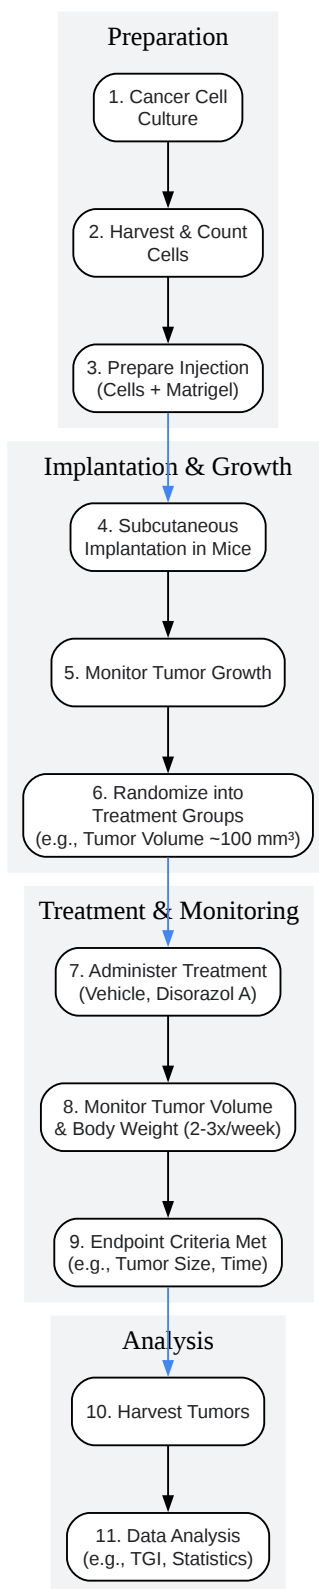 Preparation
1. Cancer Cell
Culture
2. Harvest & Count
Cells
3. Prepare Injection
(Cells + Matrigel)
Implantation & Growth
4. Subcutaneous
Implantation in Mice
5. Monitor Tumor Growth
6. Randomize into
Treatment Groups
(e.g., Tumor Volume ~100 mm³)
Treatment & Monitoring
7. Administer Treatment
(Vehicle, Disorazol A)
8. Monitor Tumor Volume
& Body Weight (2-3x/week)
9. Endpoint Criteria Met
(e.g., Tumor Size, Time)
Analysis
10. Harvest Tumors
11. Data Analysis
(e.g., TGI, Statistics)